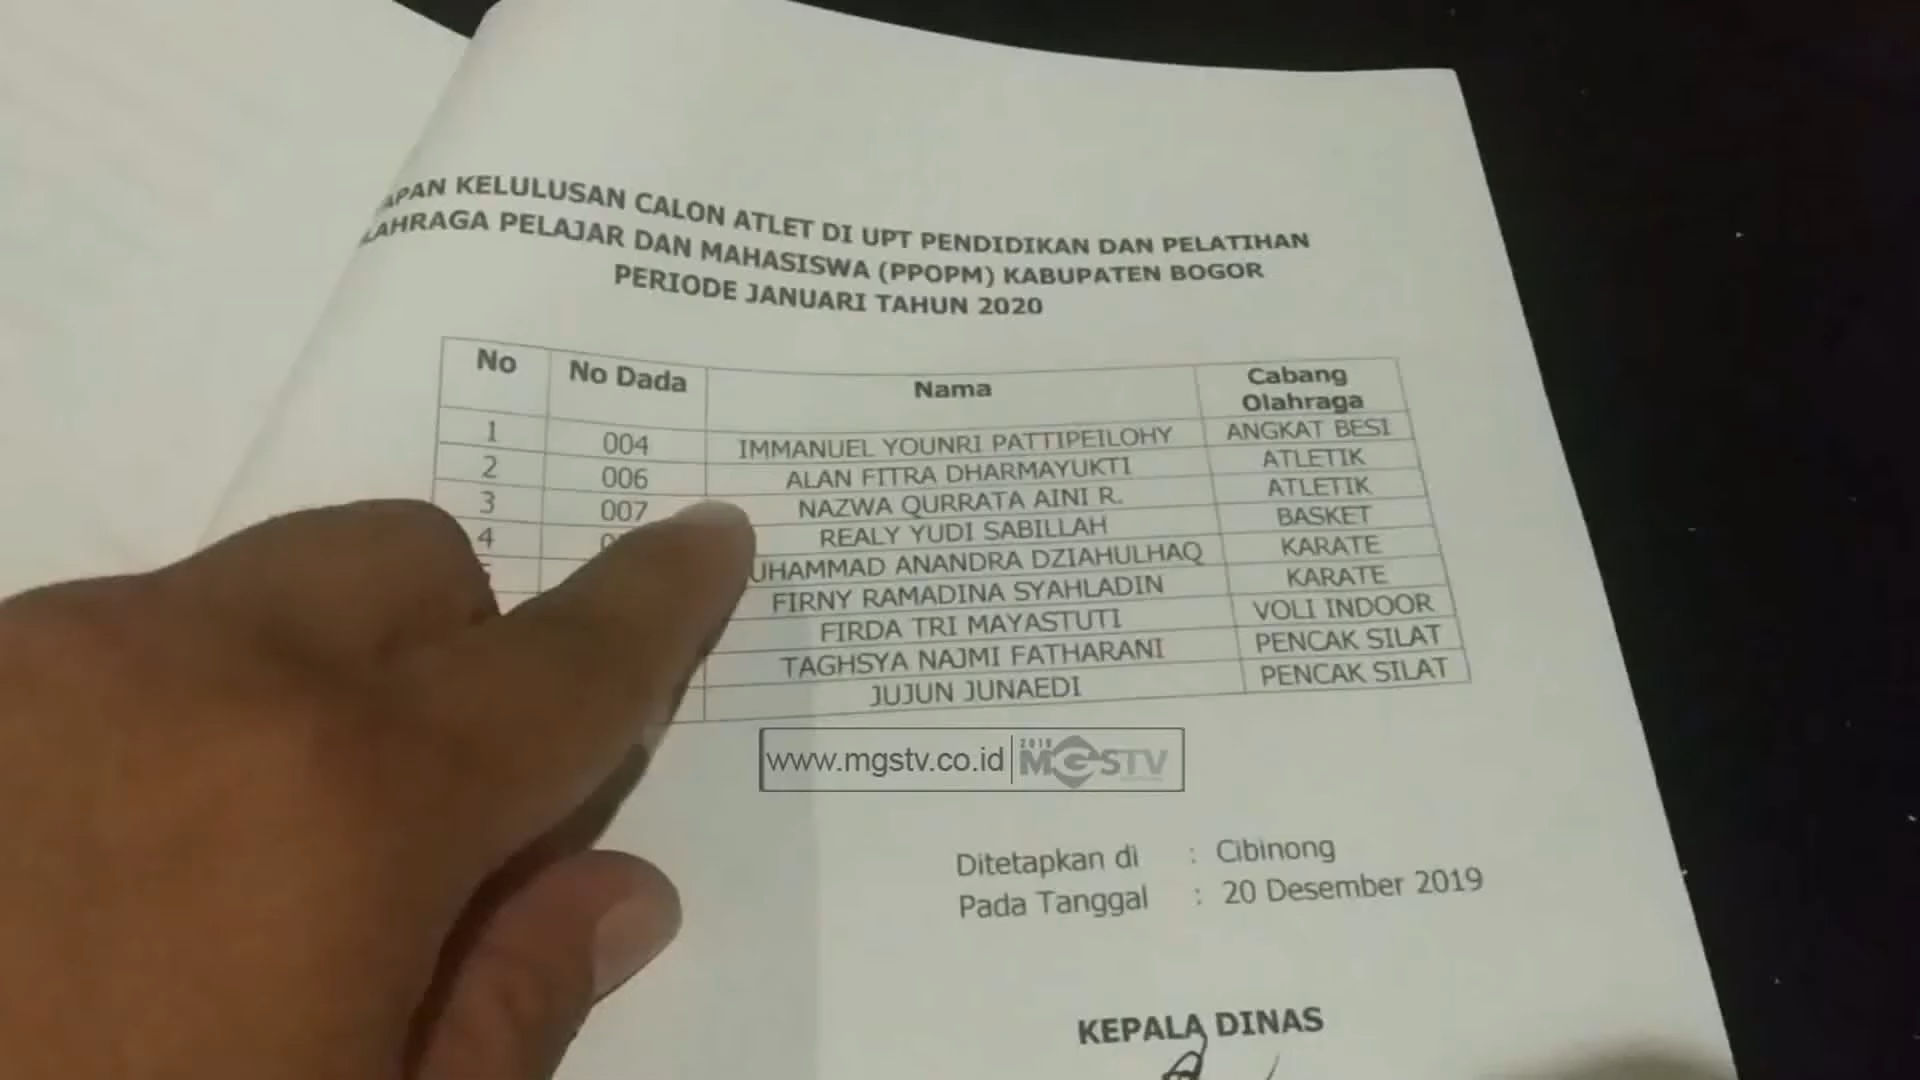 KELULUSAN CALON ATLET DI UPT PENDIDIKAN DAN PELATIHAN
PELAJAR DAN MAHASISWA (PPOPM) KABUPATEN BOGOR
PERIODE JANUARI TAHUN 2020
No No Dada Nama Cabang Olahraga
1 004 IMMANUEL YOUNRI PATTIPEILOHY ANGKAT BESI
2 006 ALAN FITRA DHARMAYUKTI ATLETIK
3 007 NAZWA QURRATA AINI R. ATLETIK
4 REALY YUDI SABILLAH BASKET
ANANDRA DZIAHULHAQ KARATE
FIRNY RAMADINA SYAHLADIN KARATE
FIRDA TRI MAYASTUTI VOLI INDOOR
TAGHSYA NAJMI FATHARANI PENCAK SILAT
JUJUN JUNAEDI PENCAK SILAT
www.mgstv.co.id 2019 MGSTV
Ditetapkan di : Cibinong
Pada Tanggal : 20 Desember 2019
KEPALA DINAS